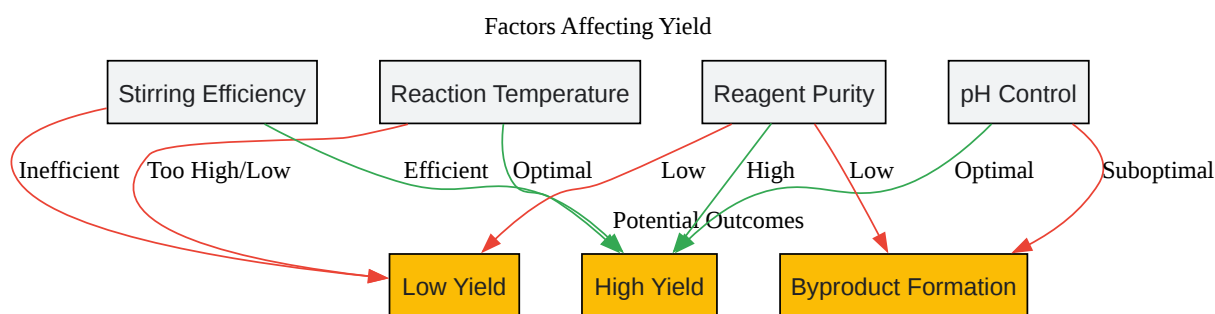 Factors Affecting Yield
Stirring Efficiency
Reaction Temperature
Reagent Purity
pH Control
Inefficient
Too High/Low
Efficient
Optimal
Low
High
Low
Optimal
Suboptimal
Potential Outcomes
Low Yield
High Yield
Byproduct Formation